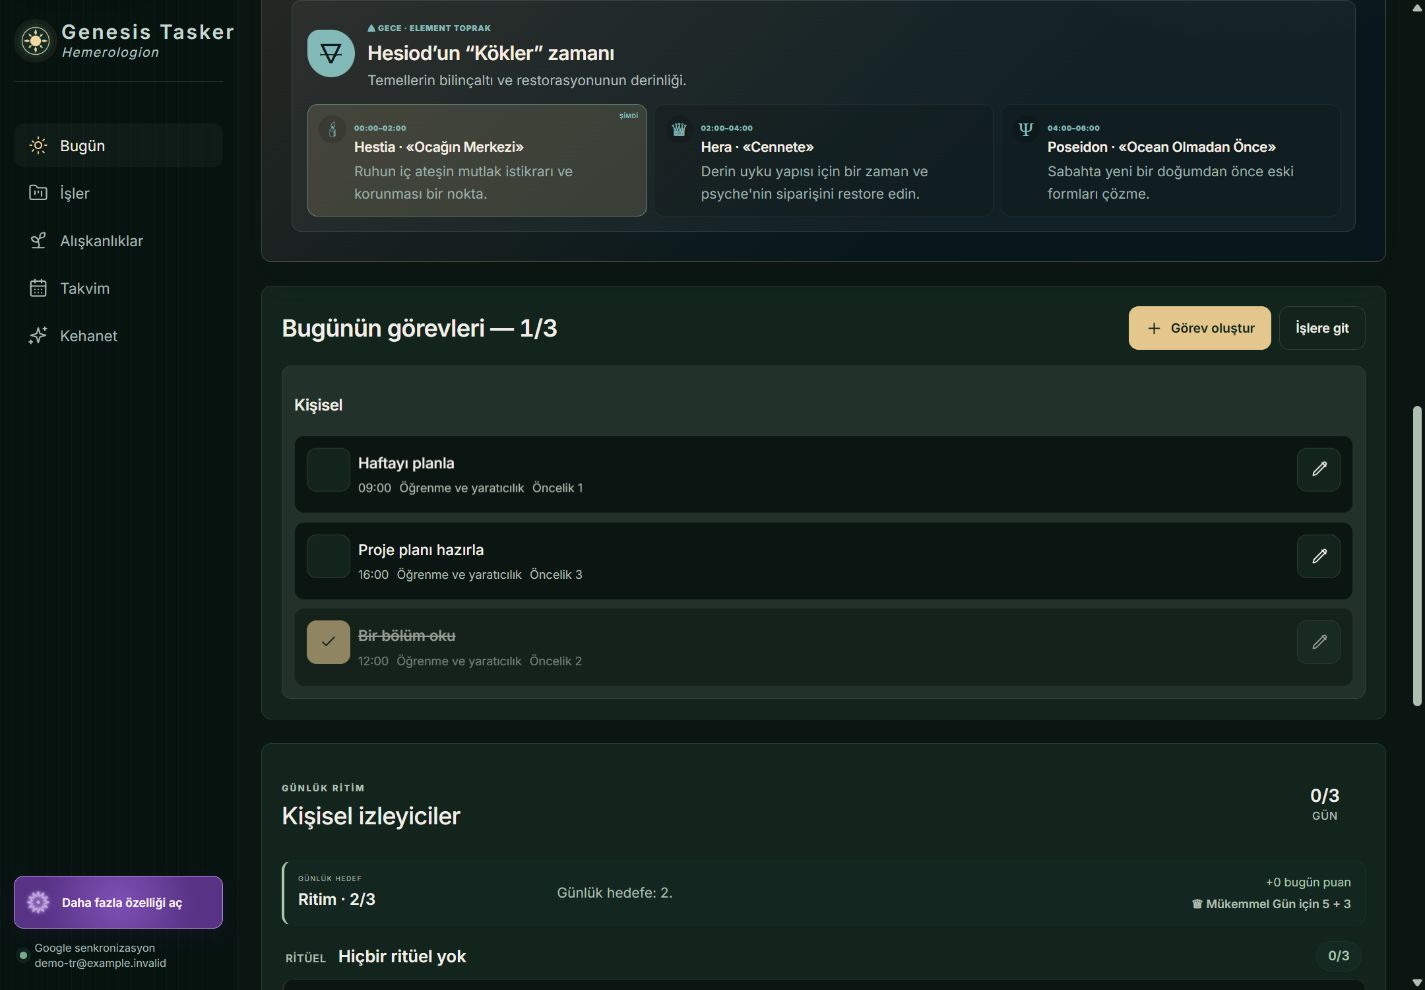 Genesis Tasker
Hemerologion
Bugün
İşler
Alışkanlıklar
Takvim
Kehanet
Daha fazla özelliği aç
Google senkronizasyon
demo-tr@example.invalid
GECE · ELEMENT TOPRAK
Hesiod'un “Kökler” zamanı
Temellerin bilinçaltı ve restorasyonunun derinliği.
ŞİMDİ
00:00–02:00
Hestia · «Ocağın Merkezi»
Ruhun iç ateşin mutlak istikrarı ve
korunması bir nokta.
02:00–04:00
Hera · «Cennete»
Derin uyku yapısı için bir zaman ve
psyche'nin siparişini restore edin.
04:00–06:00
Poseidon · «Ocean Olmadan Önce»
Sabahta yeni bir doğumdan önce eski
formları çözme.
Bugünün görevleri — 1/3
Görev oluştur
İşlere git
Kişisel
Haftayı planla
09:00 Öğrenme ve yaratıcılık Öncelik 1
Proje planı hazırla
16:00 Öğrenme ve yaratıcılık Öncelik 3
Bir bölüm oku
12:00 Öğrenme ve yaratıcılık Öncelik 2
GÜNLÜK RİTİM
Kişisel izleyiciler
0/3
GÜN
GÜNLÜK HEDEF
Ritim · 2/3
Günlük hedefe: 2.
+0 bugün puan
Mükemmel Gün için 5 + 3
RİTÜEL Hiçbir ritüel yok
0/3